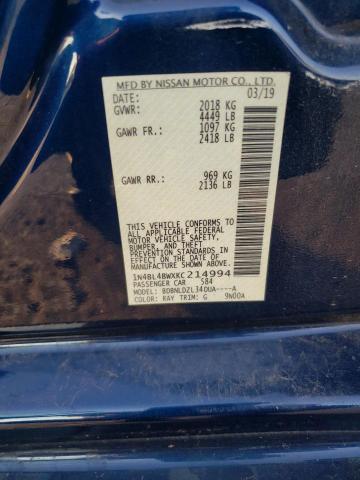 MFD BY NISSAN MOTOR CO., LTD.
DATE: 03/19
GVWR: 2018 KG
4449 LB
GAWR FR: 1097 KG
2418 LB
GAWR RR: 969 KG
2136 LB
THIS VEHICLE CONFORMS
TO ALL APPLICABLE FEDERAL
MOTOR VEHICLE SAFETY,
BUMPER, AND THEFT
PREVENTION STANDARDS IN
EFFECT ON THE DATE OF
MANUFACTURE SHOWN ABOVE.
1N4BL4BWXKC214994
PASSENGER CAR 584
MODEL: BDBNLDZL34DUA----A
COLOR: RAY TRIM: G 9N00A